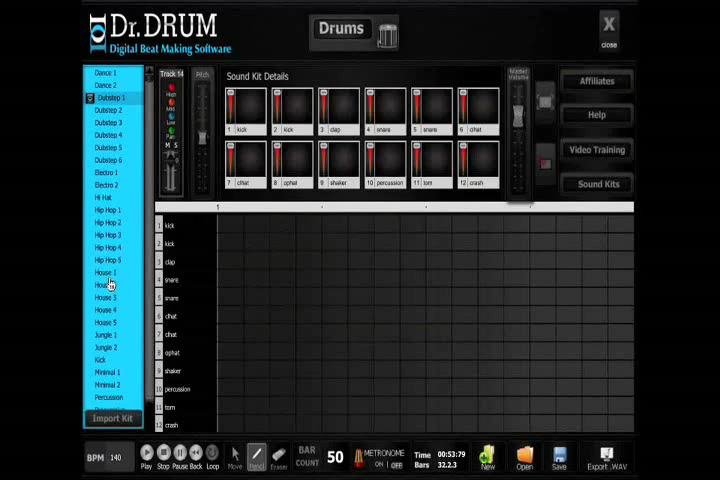 Dr.DRUM
Digital Beat Making Software
Drums
X
close
Dance 1
Dance 2
Dubstep 1
Dubstep 2
Dubstep 3
Dubstep 4
Dubstep 5
Dubstep 6
Electro 1
Electro 2
Hi Hat
Hip Hop 1
Hip Hop 2
Hip Hop 3
Hip Hop 4
Hip Hop 5
House 1
House 3
House 4
House 5
Jungle 1
Jungle 2
Kick
Minimal 1
Minimal 2
Percussion
Import Kit
Track 14
High
Mid
Low
Pan
M S
Pitch
Sound Kit Details
1 kick
2 kick
3 clap
4 snare
5 snare
6 clhat
7 clhat
8 ophat
9 shaker
10 percussion
11 tom
12 crash
Master
Volume
Affiliates
Help
Video Training
Sound Kits
1
1 kick
2 kick
3 clap
4 snare
5 snare
6 clhat
7 clhat
8 ophat
9 shaker
10 percussion
11 tom
12 crash
BPM 140
Play Stop Pause Back Loop
Move Pencil Eraser
BAR
COUNT
50
METRONOME
ON | OFF
Time 00:53:79
Bars 32.2.3
New
Open
Save
Export .WAV